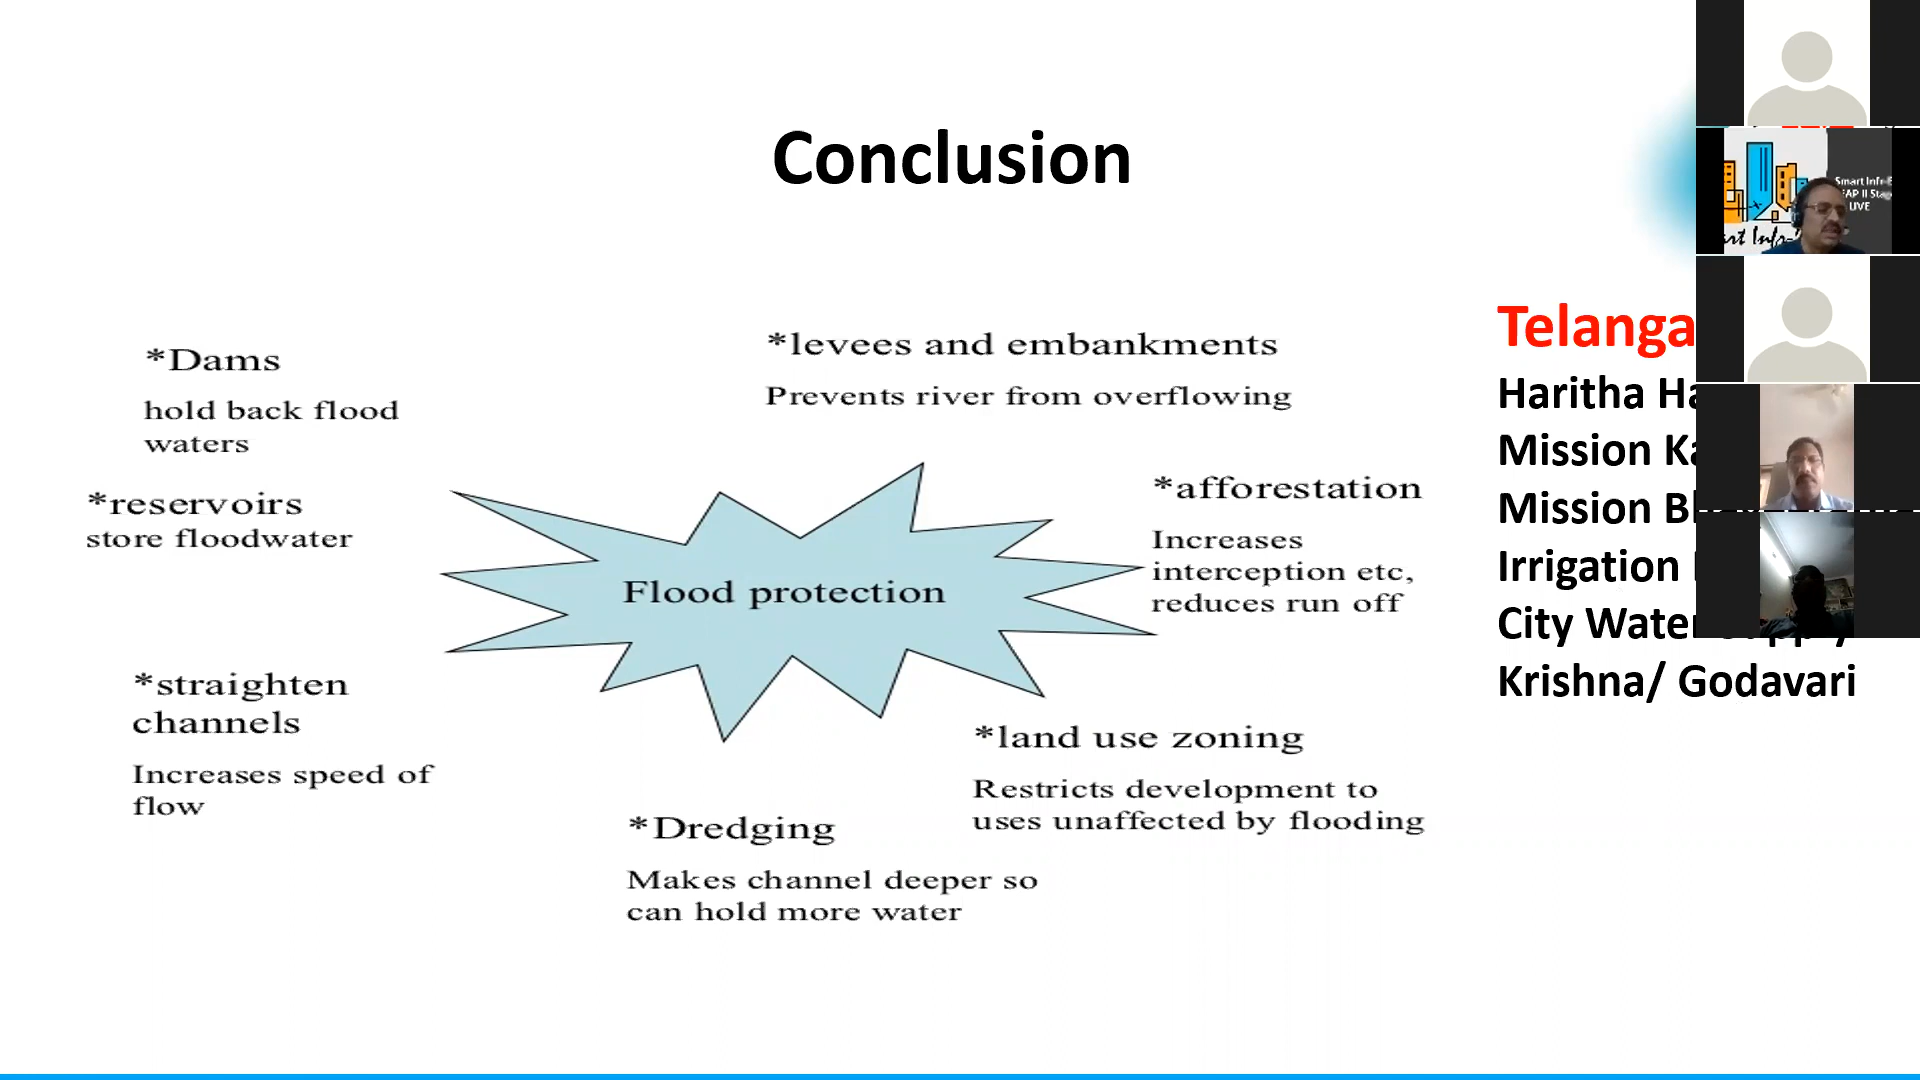 Conclusion
*Dams
hold back flood
waters
*reservoirs
store floodwater
*straighten
channels
Increases speed of
flow
*levees and embankments
Prevents river from overflowing
Flood protection
*afforestation
Increases
interception etc,
reduces run off
*land use zoning
Restricts development to
uses unaffected by flooding
*Dredging
Makes channel deeper so
can hold more water
Telanga
Haritha Ha
Mission Ka
Mission
Irrigation
City Water
Krishna/ Godavari
Smart Infr
LIVE